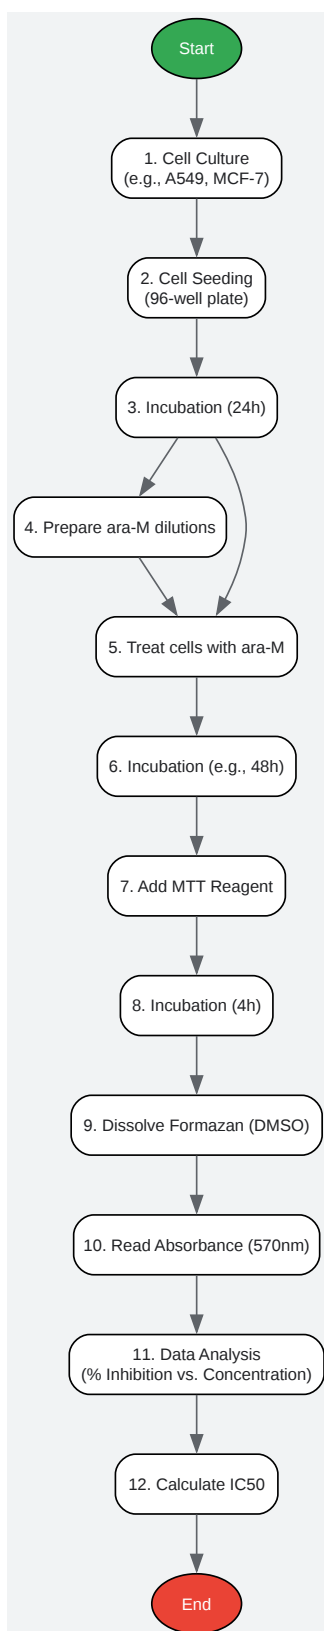 Start
1. Cell Culture
(e.g., A549, MCF-7)
2. Cell Seeding
(96-well plate)
3. Incubation (24h)
4. Prepare ara-M dilutions
5. Treat cells with ara-M
6. Incubation (e.g., 48h)
7. Add MTT Reagent
8. Incubation (4h)
9. Dissolve Formazan (DMSO)
10. Read Absorbance (570nm)
11. Data Analysis
(% Inhibition vs. Concentration)
12. Calculate IC50
End